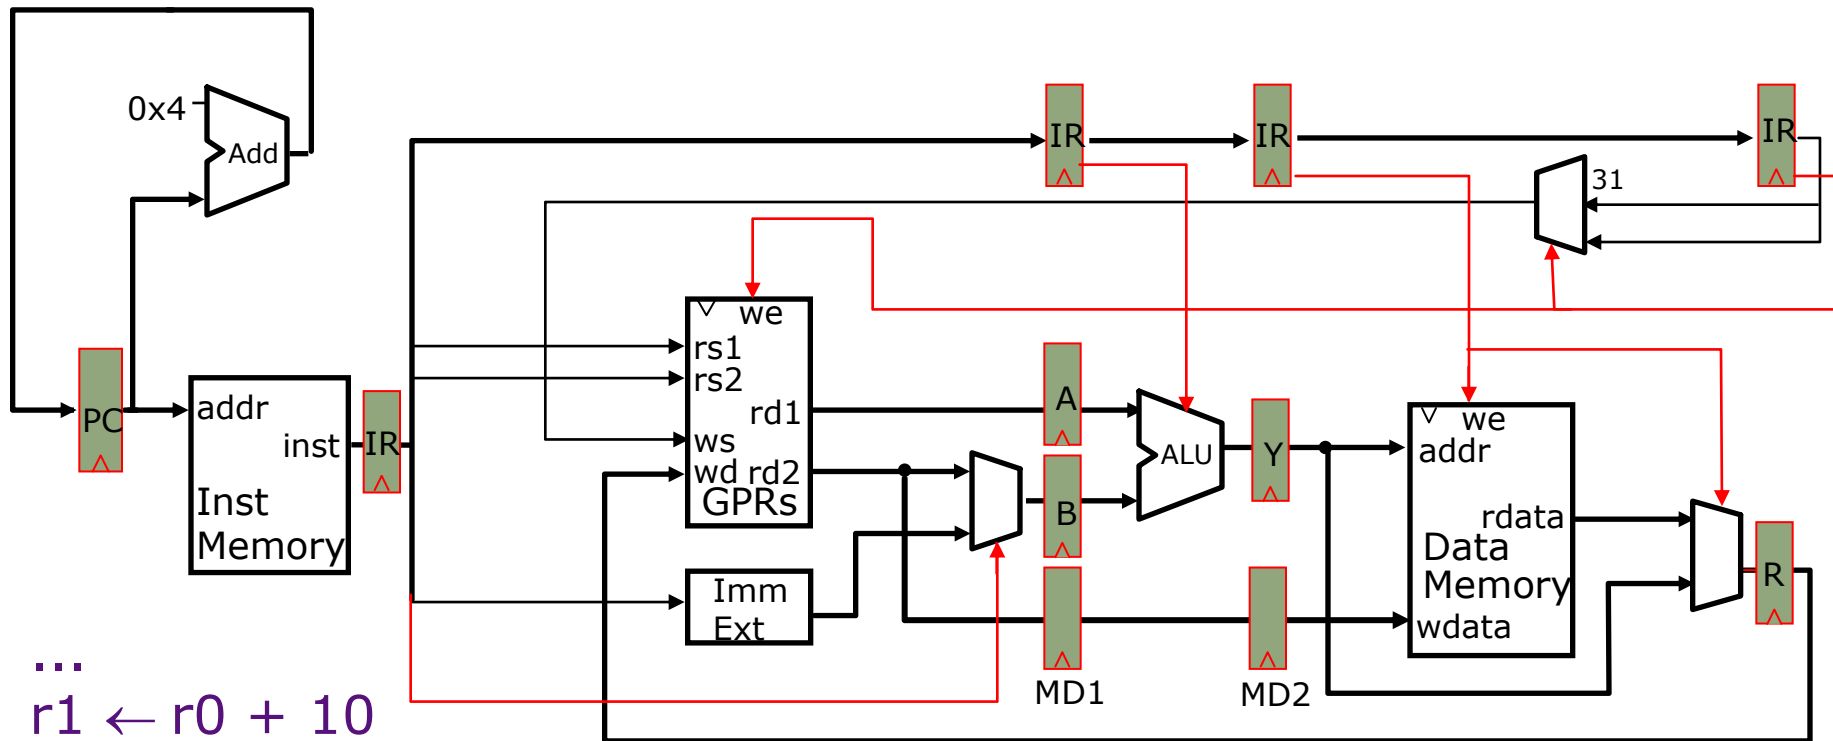 0x4
Add
PC
addr
inst
Inst
Memory
IR
IR
IR
IR
31
we
rs1
rs2
rd1
ws
wd rd2
GPRs
Imm
Ext
A
B
MD1
ALU
Y
MD2
we
addr
rdata
Data
Memory
wdata
R
...
r1 ← r0 + 10